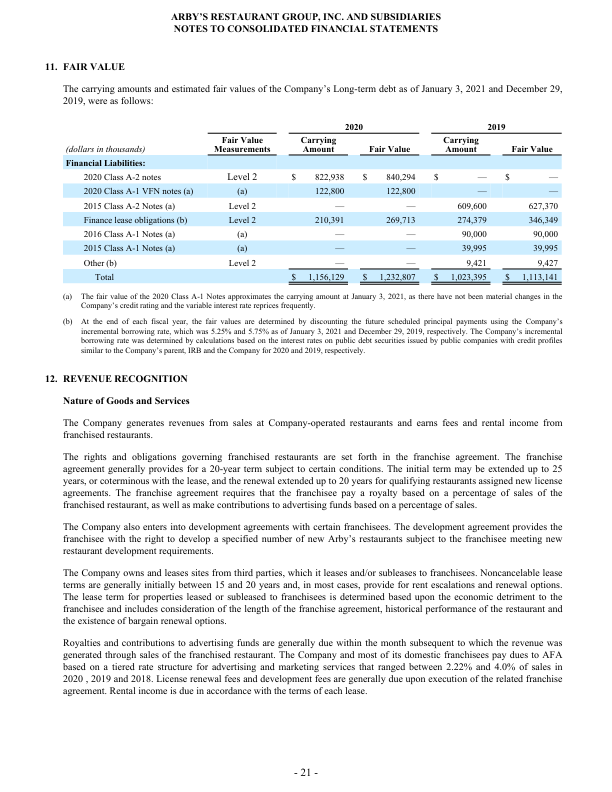 ARBY'S RESTAURANT GROUP, INC. AND SUBSIDIARIES
NOTES TO CONSOLIDATED FINANCIAL STATEMENTS
11. FAIR VALUE
The carrying amounts and estimated fair values of the Company's Long-term debt as of January 3, 2021 and December 29,
2019, were as follows:
2020 2019
(dollars in thousands) Fair Value Measurements Carrying Amount Fair Value Carrying Amount Fair Value
Financial Liabilities:
2020 Class A-2 notes Level 2 $ 822,938 $ 840,294 $ — $ —
2020 Class A-1 VFN notes (a) (a) 122,800 122,800 — —
2015 Class A-2 Notes (a) Level 2 — — 609,600 627,370
Finance lease obligations (b) Level 2 210,391 269,713 274,379 346,349
2016 Class A-1 Notes (a) (a) — — 90,000 90,000
2015 Class A-1 Notes (a) (a) — — 39,995 39,995
Other (b) Level 2 — — 9,421 9,427
Total $ 1,156,129 $ 1,232,807 $ 1,023,395 $ 1,113,141
(a) The fair value of the 2020 Class A-1 Notes approximates the carrying amount at January 3, 2021, as there have not been material changes in the
Company's credit rating and the variable interest rate reprices frequently.
(b) At the end of each fiscal year, the fair values are determined by discounting the future scheduled principal payments using the Company's
incremental borrowing rate, which was 5.25% and 5.75% as of January 3, 2021 and December 29, 2019, respectively. The Company's incremental
borrowing rate was determined by calculations based on the interest rates on public debt securities issued by public companies with credit profiles
similar to the Company's parent, IRB and the Company for 2020 and 2019, respectively.
12. REVENUE RECOGNITION
Nature of Goods and Services
The Company generates revenues from sales at Company-operated restaurants and earns fees and rental income from
franchised restaurants.
The rights and obligations governing franchised restaurants are set forth in the franchise agreement. The franchise
agreement generally provides for a 20-year term subject to certain conditions. The initial term may be extended up to 25
years, or coterminous with the lease, and the renewal extended up to 20 years for qualifying restaurants assigned new license
agreements. The franchise agreement requires that the franchisee pay a royalty based on a percentage of sales of the
franchised restaurant, as well as make contributions to advertising funds based on a percentage of sales.
The Company also enters into development agreements with certain franchisees. The development agreement provides the
franchisee with the right to develop a specified number of new Arby's restaurants subject to the franchisee meeting new
restaurant development requirements.
The Company owns and leases sites from third parties, which it leases and/or subleases to franchisees. Noncancelable lease
terms are generally initially between 15 and 20 years and, in most cases, provide for rent escalations and renewal options.
The lease term for properties leased or subleased to franchisees is determined based upon the economic detriment to the
franchisee and includes consideration of the length of the franchise agreement, historical performance of the restaurant and
the existence of bargain renewal options.
Royalties and contributions to advertising funds are generally due within the month subsequent to which the revenue was
generated through sales of the franchised restaurant. The Company and most of its domestic franchisees pay dues to AFA
based on a tiered rate structure for advertising and marketing services that ranged between 2.22% and 4.0% of sales in
2020 , 2019 and 2018. License renewal fees and development fees are generally due upon execution of the related franchise
agreement. Rental income is due in accordance with the terms of each lease.
- 21 -